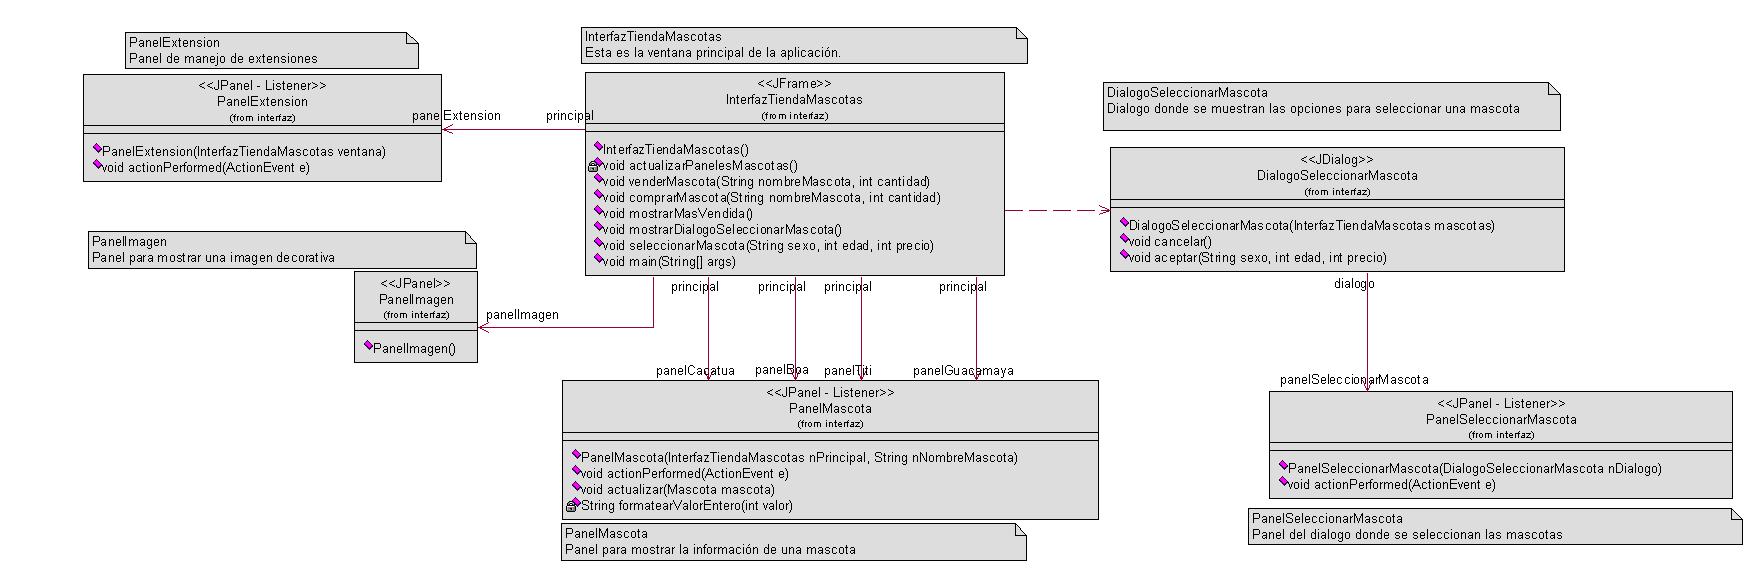 PanelExtension
Panel de manejo de extensiones
<<JPanel - Listener>>
PanelExtension
(from interfaz)
PanelExtension(InterfazTiendaMascotas ventana)
void actionPerformed(ActionEvent e)
panelExtension
principal
InterfazTiendaMascotas
Esta es la ventana principal de la aplicación.
<<JFrame>>
InterfazTiendaMascotas
(from interfaz)
InterfazTiendaMascotas()
void actualizarPanelesMascotas()
void venderMascota(String nombreMascota, int cantidad)
void comprarMascota(String nombreMascota, int cantidad)
void mostrarMasVendida()
void mostrarDialogoSeleccionarMascota()
void seleccionarMascota(String sexo, int edad, int precio)
void main(String[] args)
DialogoSeleccionarMascota
Dialogo donde se muestran las opciones para seleccionar una mascota
<<JDialog>>
DialogoSeleccionarMascota
(from interfaz)
DialogoSeleccionarMascota(InterfazTiendaMascotas mascotas)
void cancelar()
void aceptar(String sexo, int edad, int precio)
PanelImagen
Panel para mostrar una imagen decorativa
<<JPanel>>
PanelImagen
(from interfaz)
PanelImagen()
panelImagen
principal
principal
principal
principal
dialogo
panelCacatua
panelBoa
panelTiti
panelGuacamaya
panelSeleccionarMascota
<<JPanel - Listener>>
PanelMascota
(from interfaz)
PanelMascota(InterfazTiendaMascotas nPrincipal, String nNombreMascota)
void actionPerformed(ActionEvent e)
void actualizar(Mascota mascota)
String formatearValorEntero(int valor)
PanelMascota
Panel para mostrar la información de una mascota
<<JPanel - Listener>>
PanelSeleccionarMascota
(from interfaz)
PanelSeleccionarMascota(DialogoSeleccionarMascota nDialogo)
void actionPerformed(ActionEvent e)
PanelSeleccionarMascota
Panel del dialogo donde se seleccionan las mascotas